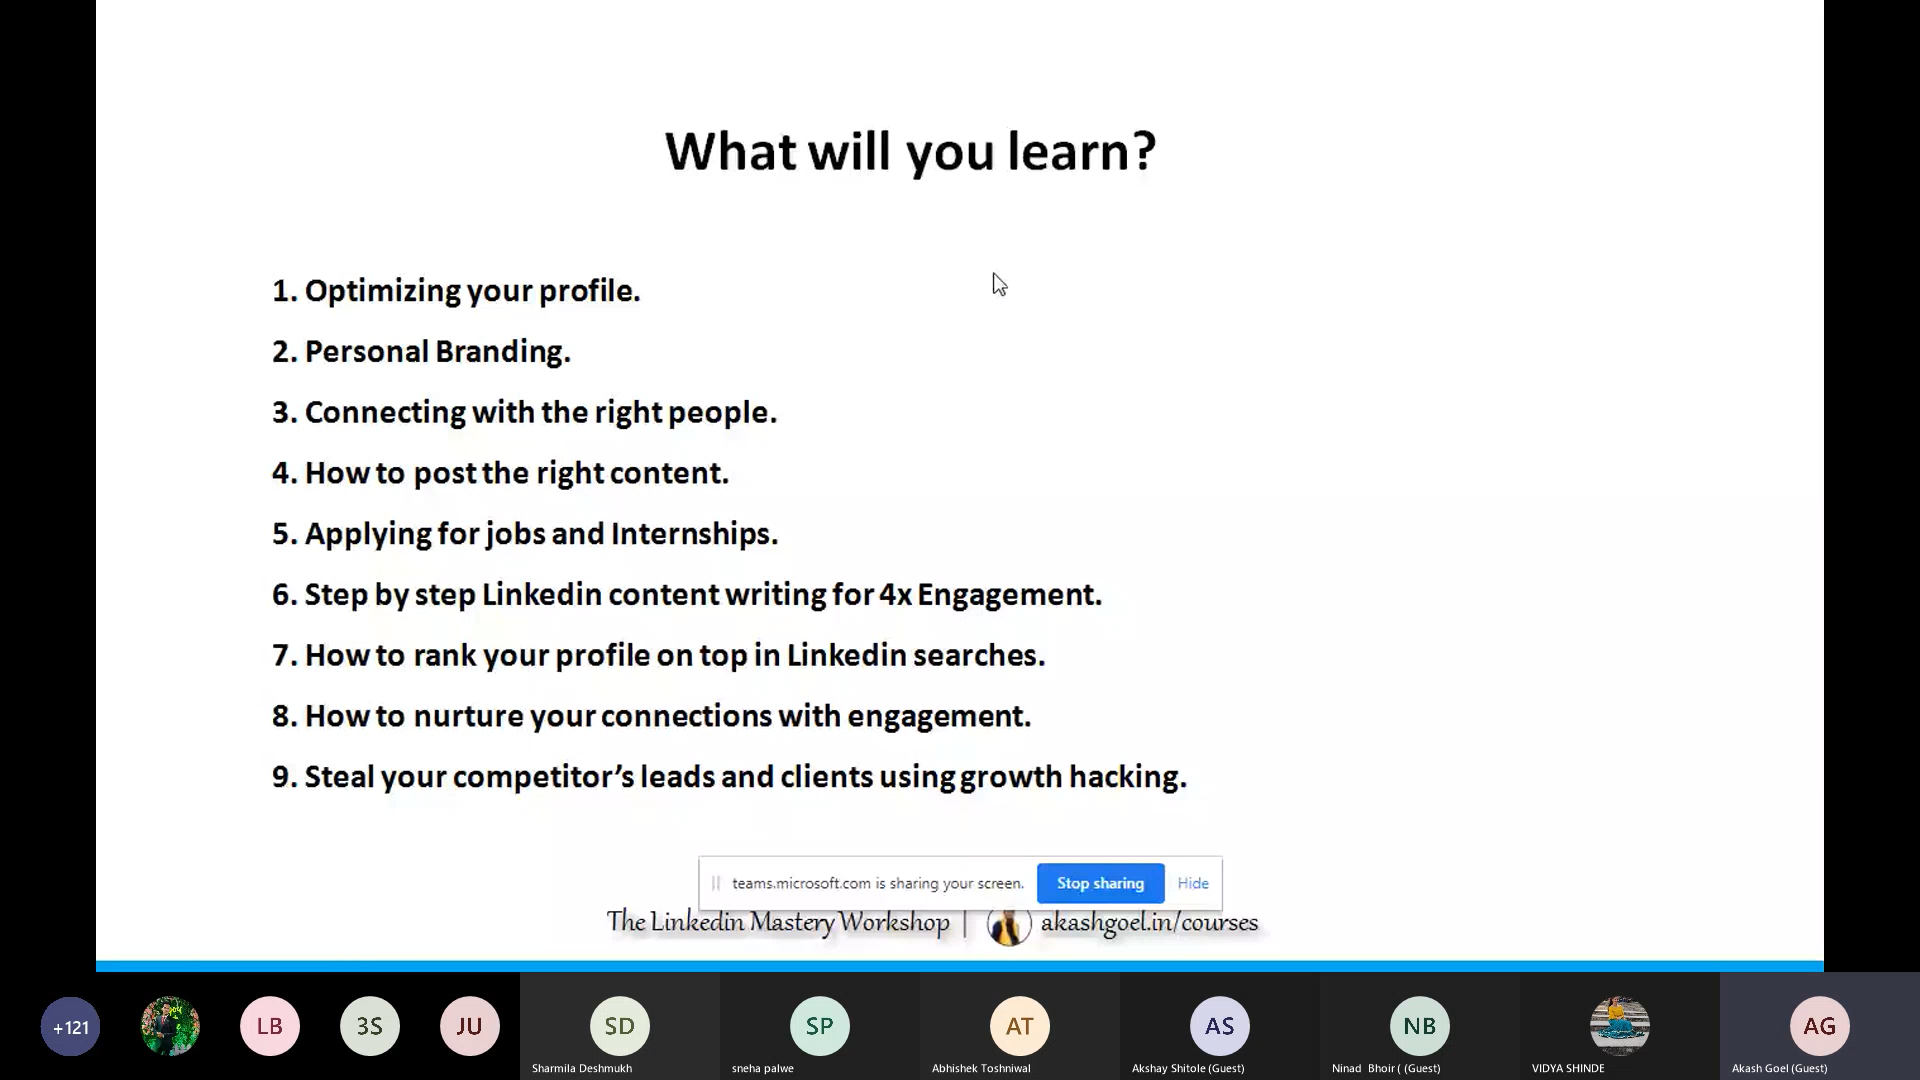 What will you learn?
1. Optimizing your profile.
2. Personal Branding.
3. Connecting with the right people.
4. How to post the right content.
5. Applying for jobs and Internships.
6. Step by step Linkedin content writing for 4x Engagement.
7. How to rank your profile on top in Linkedin searches.
8. How to nurture your connections with engagement.
9. Steal your competitor’s leads and clients using growth hacking.
teams.microsoft.com is sharing your screen. Stop sharing Hide
The Linkedin Mastery Workshop | akashgoel.in/courses
+121 LB 3S JU SD SP AT AS NB AG
Sharmila Deshmukh sneha palwe Abhishek Toshniwal Akshay Shitole (Guest) Ninad Bhoir ( (Guest) VIDYA SHINDE Akash Goel (Guest)